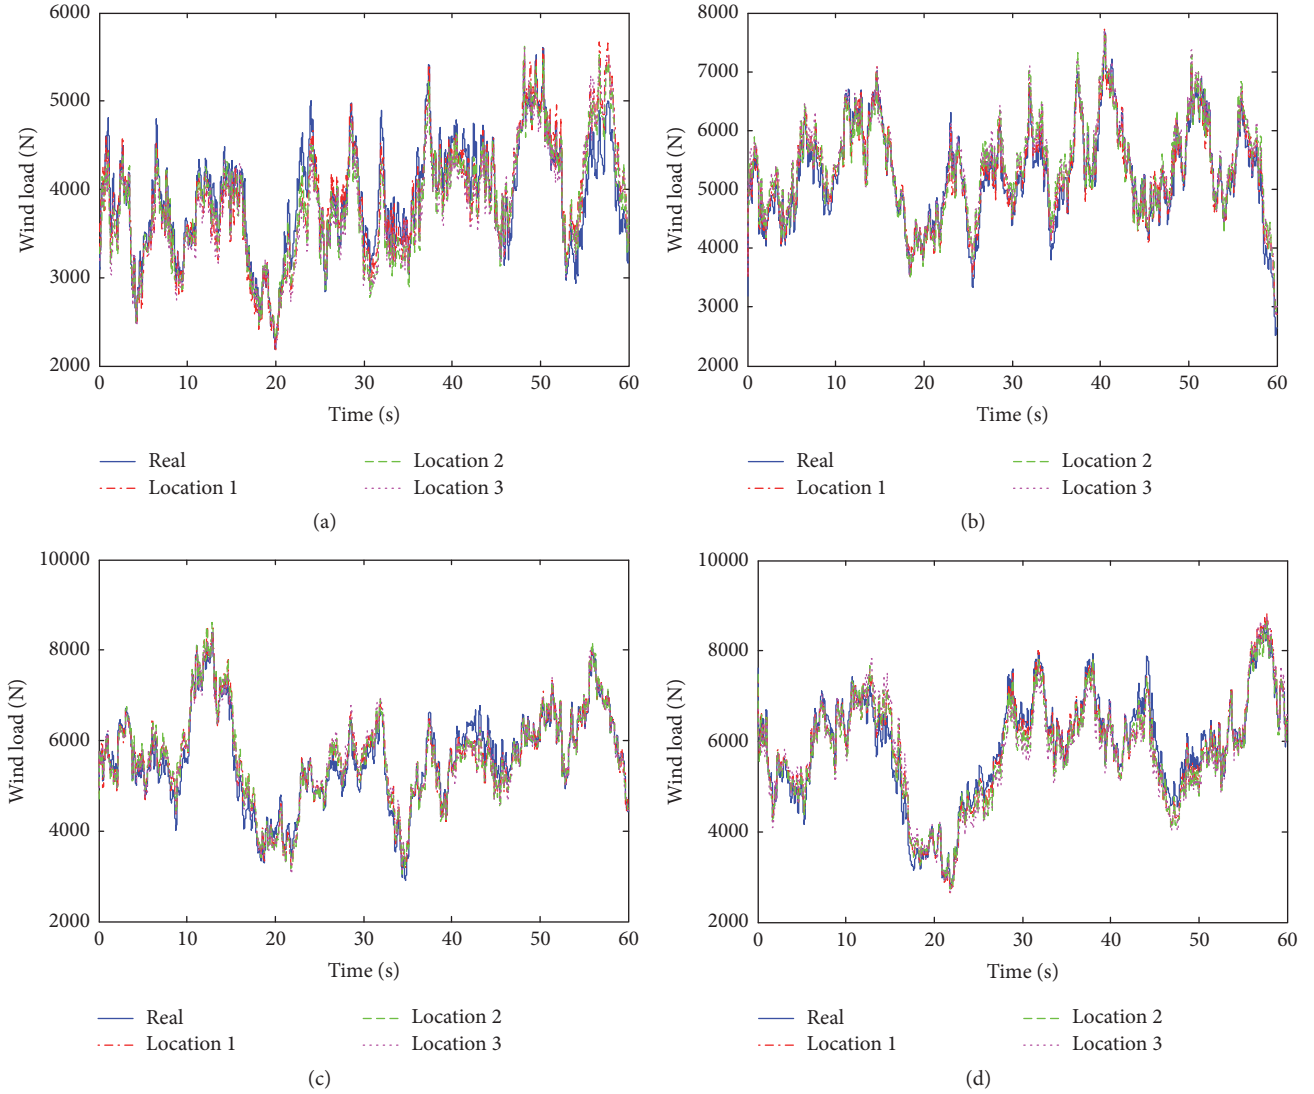 6000
5000
4000
3000
2000
Wind load (N)
0 10 20 30 40 50 60
Time (s)
Real
Location 1
Location 2
Location 3
(a)
8000
7000
6000
5000
4000
3000
2000
Wind load (N)
0 10 20 30 40 50 60
Time (s)
Real
Location 1
Location 2
Location 3
(b)
10000
8000
6000
4000
2000
Wind load (N)
0 10 20 30 40 50 60
Time (s)
Real
Location 1
Location 2
Location 3
(c)
10000
8000
6000
4000
2000
Wind load (N)
0 10 20 30 40 50 60
Time (s)
Real
Location 1
Location 2
Location 3
(d)